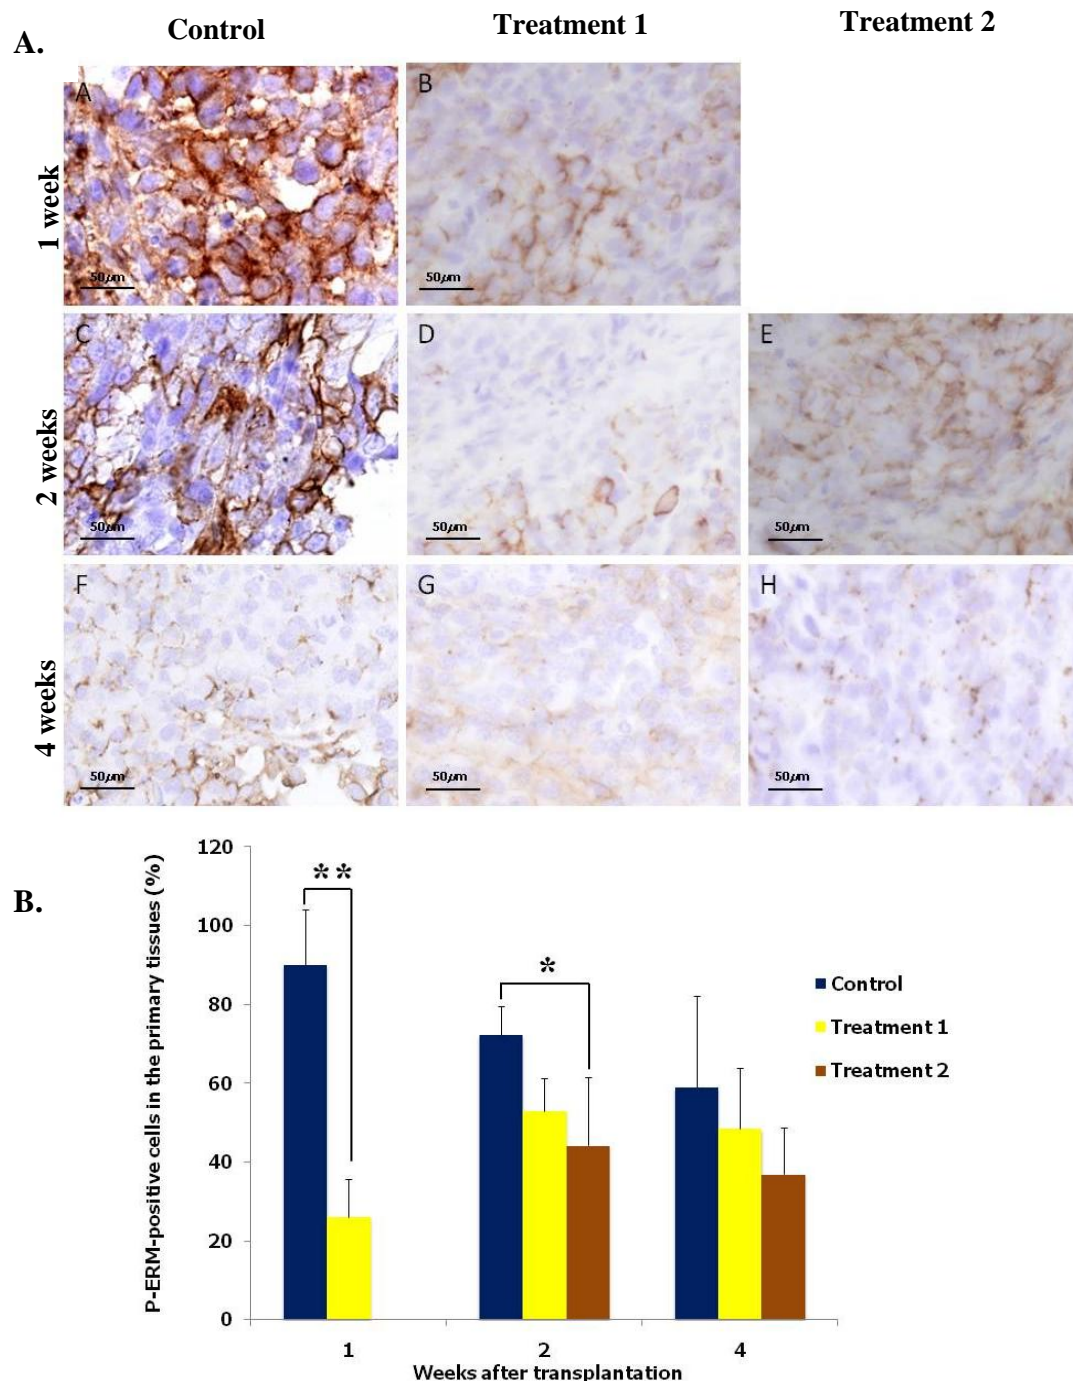 Control
Treatment 1
Treatment 2
A.
1 week
A
50μm
B
50μm
2 weeks
C
50μm
D
50μm
E
50μm
4 weeks
F
50μm
G
50μm
H
50μm
B.
P-ERM-positive cells in the primary tissues (%)
120
100
80
60
40
20
0
**
*
1
2
4
Weeks after transplantation
Control
Treatment 1
Treatment 2